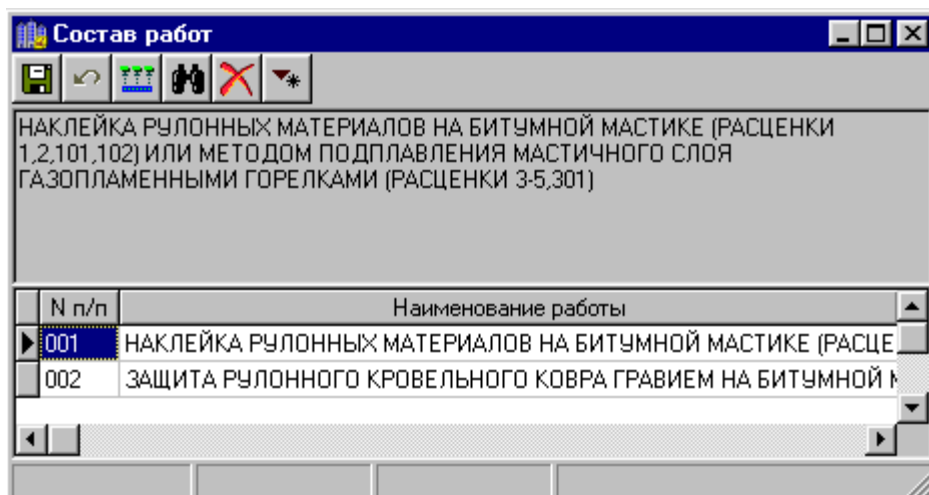 Состав работ
НАКЛЕЙКА РУЛОННЫХ МАТЕРИАЛОВ НА БИТУМНОЙ МАСТИКЕ (РАСЦЕНКИ
1,2,101,102) ИЛИ МЕТОДОМ ПОДПЛАВЛЕНИЯ МАСТИЧНОГО СЛОЯ
ГАЗОПЛАМЕННЫМИ ГОРЕЛКАМИ (РАСЦЕНКИ 3-5,301)
N п/п Наименование работы
001 НАКЛЕЙКА РУЛОННЫХ МАТЕРИАЛОВ НА БИТУМНОЙ МАСТИКЕ (РАСЦЕ
002 ЗАЩИТА РУЛОННОГО КРОВЕЛЬНОГО КОВРА ГРАВИЕМ НА БИТУМНОЙ